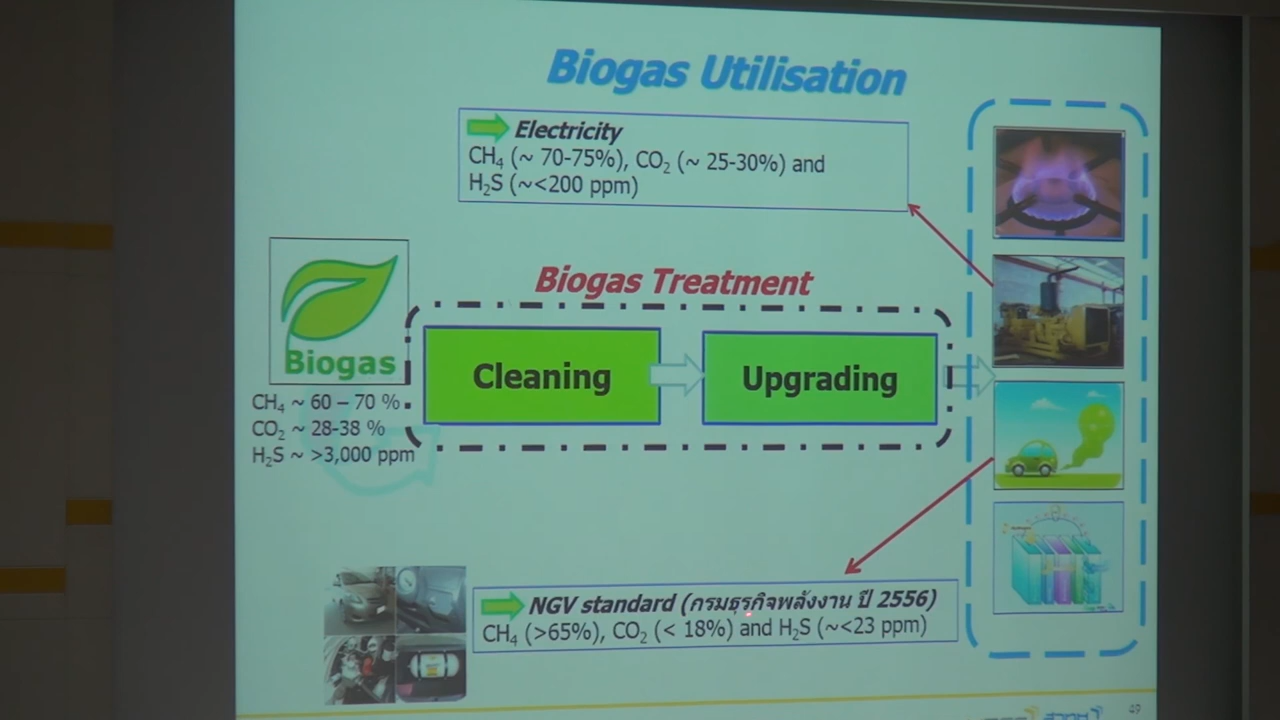 Biogas Utilisation
Electricity
CH₄ (~ 70-75%), CO₂ (~ 25-30%) and
H₂S (~<200 ppm)
Biogas Treatment
Biogas
Cleaning
Upgrading
CH₄ ~ 60 – 70 %
CO₂ ~ 28-38 %
H₂S ~ >3,000 ppm
NGV standard (กรมธุรกิจพลังงาน ปี 2556)
CH₄ (>65%), CO₂ (< 18%) and H₂S (~<23 ppm)
49